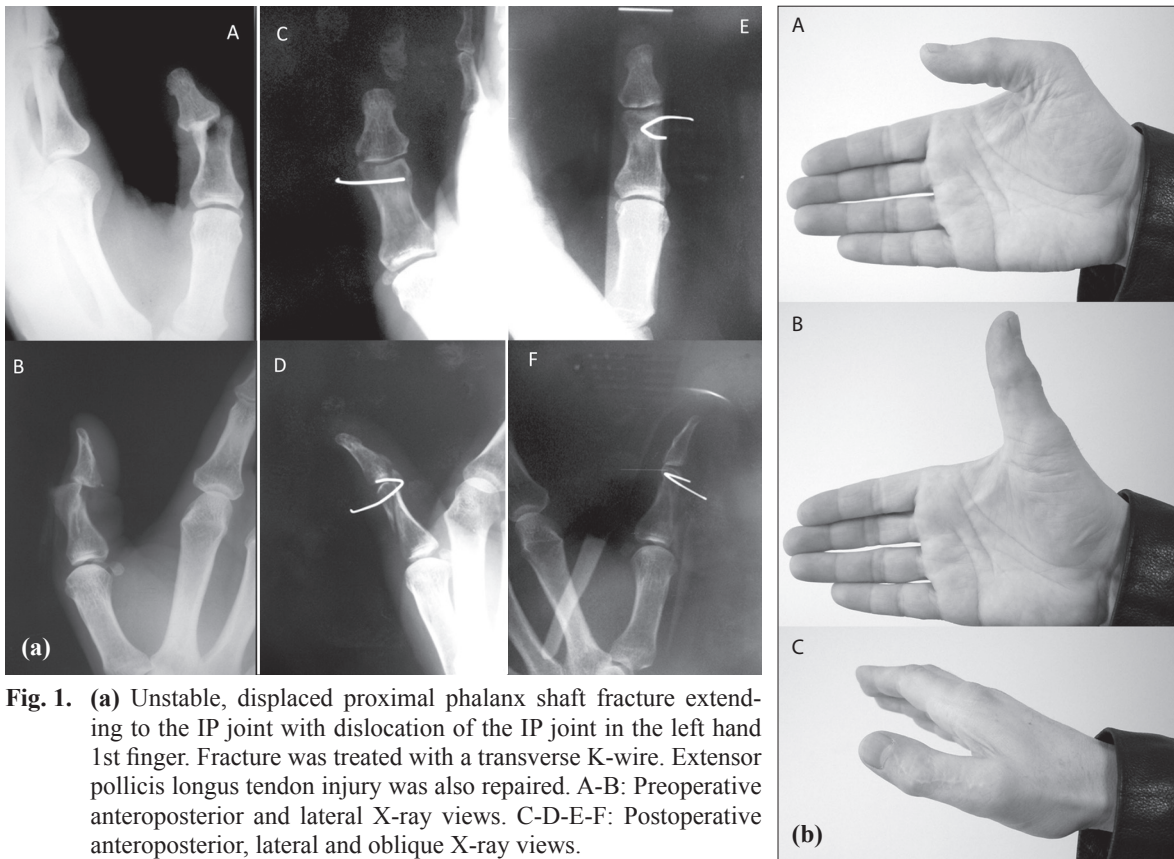 A
C
E
B
D
F
(a)
Fig. 1. (a) Unstable, displaced proximal phalanx shaft fracture extend-
ing to the IP joint with dislocation of the IP joint in the left hand
1st finger. Fracture was treated with a transverse K-wire. Extensor
pollicis longus tendon injury was also repaired. A-B: Preoperative
anteroposterior and lateral X-ray views. C-D-E-F: Postoperative
anteroposterior, lateral and oblique X-ray views.
A
B
C
(b)